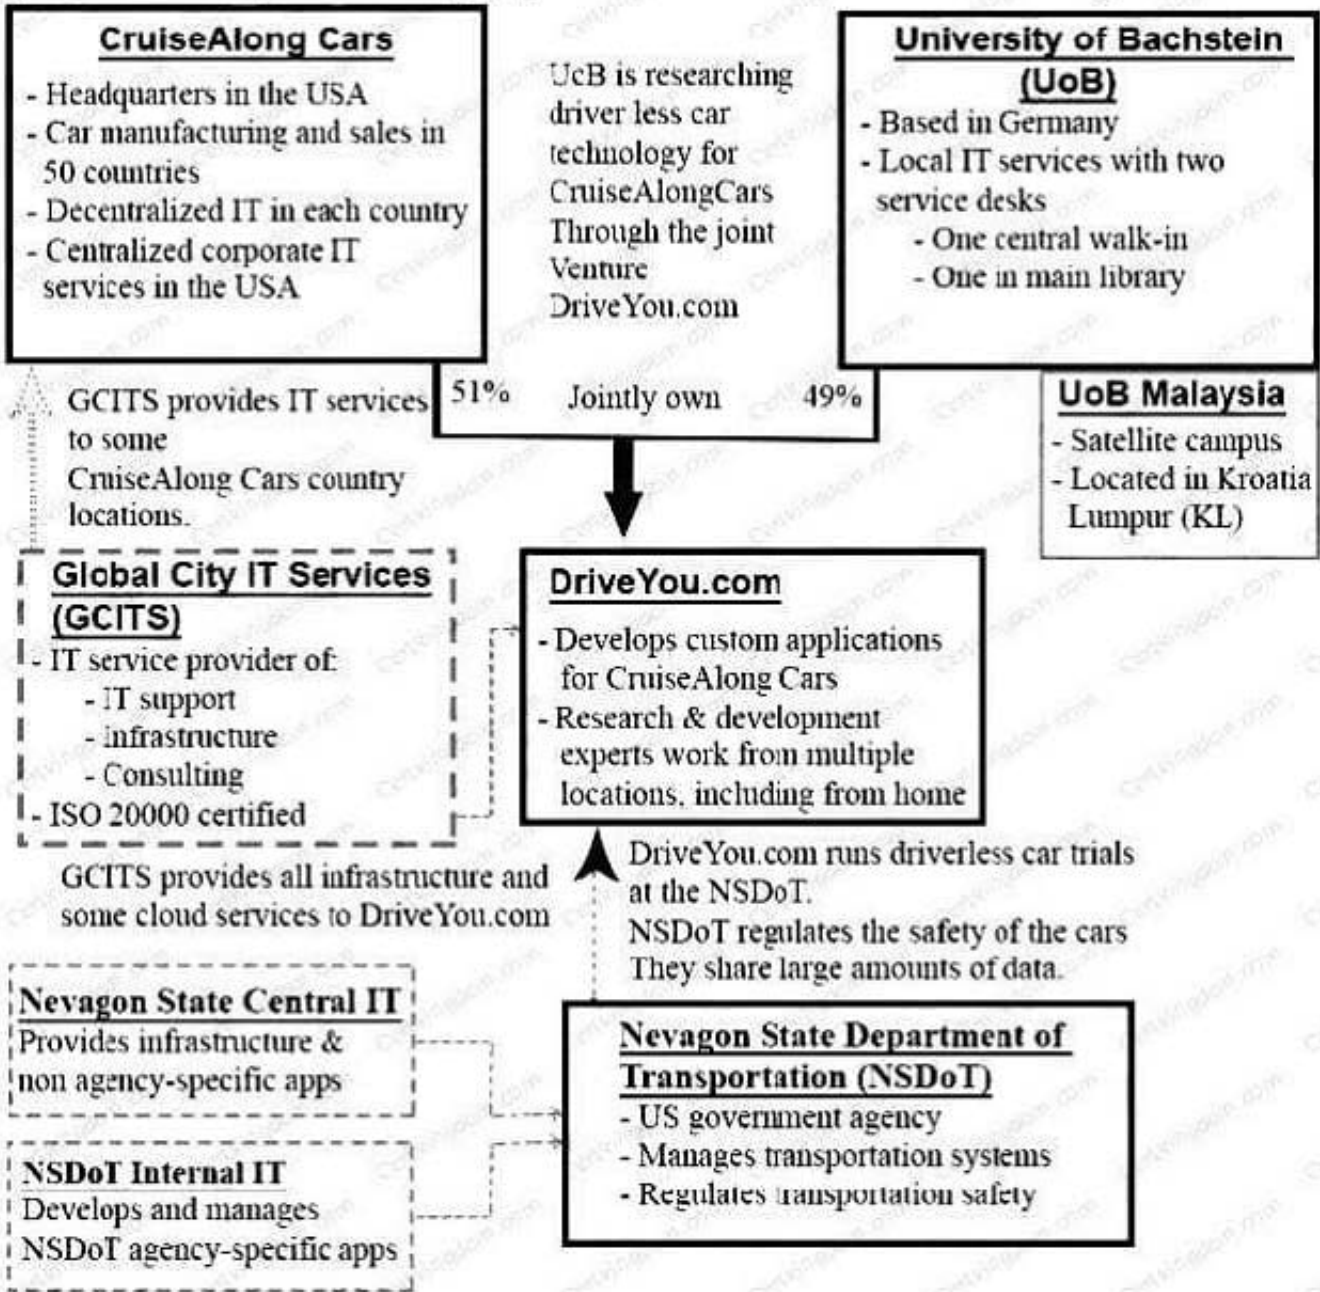 CruiseAlong Cars
- Headquarters in the USA
- Car manufacturing and sales in
50 countries
- Decentralized IT in each country
- Centralized corporate IT
services in the USA
UcB is researching
driver less car
technology for
CruiseAlongCars
Through the joint
Venture
DriveYou.com
University of Bachstein
(UoB)
- Based in Germany
- Local IT services with two
service desks
- One central walk-in
- One in main library
51% Jointly own 49%
UoB Malaysia
- Satellite campus
- Located in Kroatia
Lumpur (KL)
GCITS provides IT services
to some
CruiseAlong Cars country
locations.
Global City IT Services
(GCITS)
- IT service provider of:
- IT support
- infrastructure
- Consulting
- ISO 20000 certified
DriveYou.com
- Develops custom applications
for CruiseAlong Cars
- Research & development
experts work from multiple
locations, including from home
GCITS provides all infrastructure and
some cloud services to DriveYou.com
DriveYou.com runs driverless car trials
at the NSDoT.
NSDoT regulates the safety of the cars
They share large amounts of data.
Nevagon State Central IT
Provides infrastructure &
non agency-specific apps
NSDoT Internal IT
Develops and manages
NSDoT agency-specific apps
Nevagon State Department of
Transportation (NSDoT)
- US government agency
- Manages transportation systems
- Regulates transportation safety